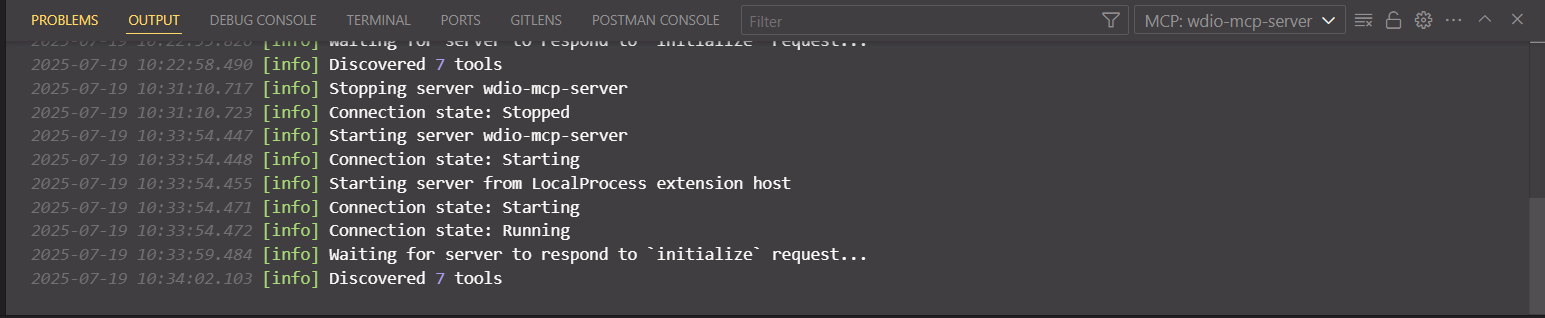 PROBLEMS OUTPUT DEBUG CONSOLE TERMINAL PORTS GITLENS POSTMAN CONSOLE Filter MCP: wdio-mcp-server
2025-07-19 10:22:55.826 [info] Waiting for server to respond to `initialize` request...
2025-07-19 10:22:58.490 [info] Discovered 7 tools
2025-07-19 10:31:10.717 [info] Stopping server wdio-mcp-server
2025-07-19 10:31:10.723 [info] Connection state: Stopped
2025-07-19 10:33:54.447 [info] Starting server wdio-mcp-server
2025-07-19 10:33:54.448 [info] Connection state: Starting
2025-07-19 10:33:54.455 [info] Starting server from LocalProcess extension host
2025-07-19 10:33:54.471 [info] Connection state: Starting
2025-07-19 10:33:54.472 [info] Connection state: Running
2025-07-19 10:33:59.484 [info] Waiting for server to respond to `initialize` request...
2025-07-19 10:34:02.103 [info] Discovered 7 tools